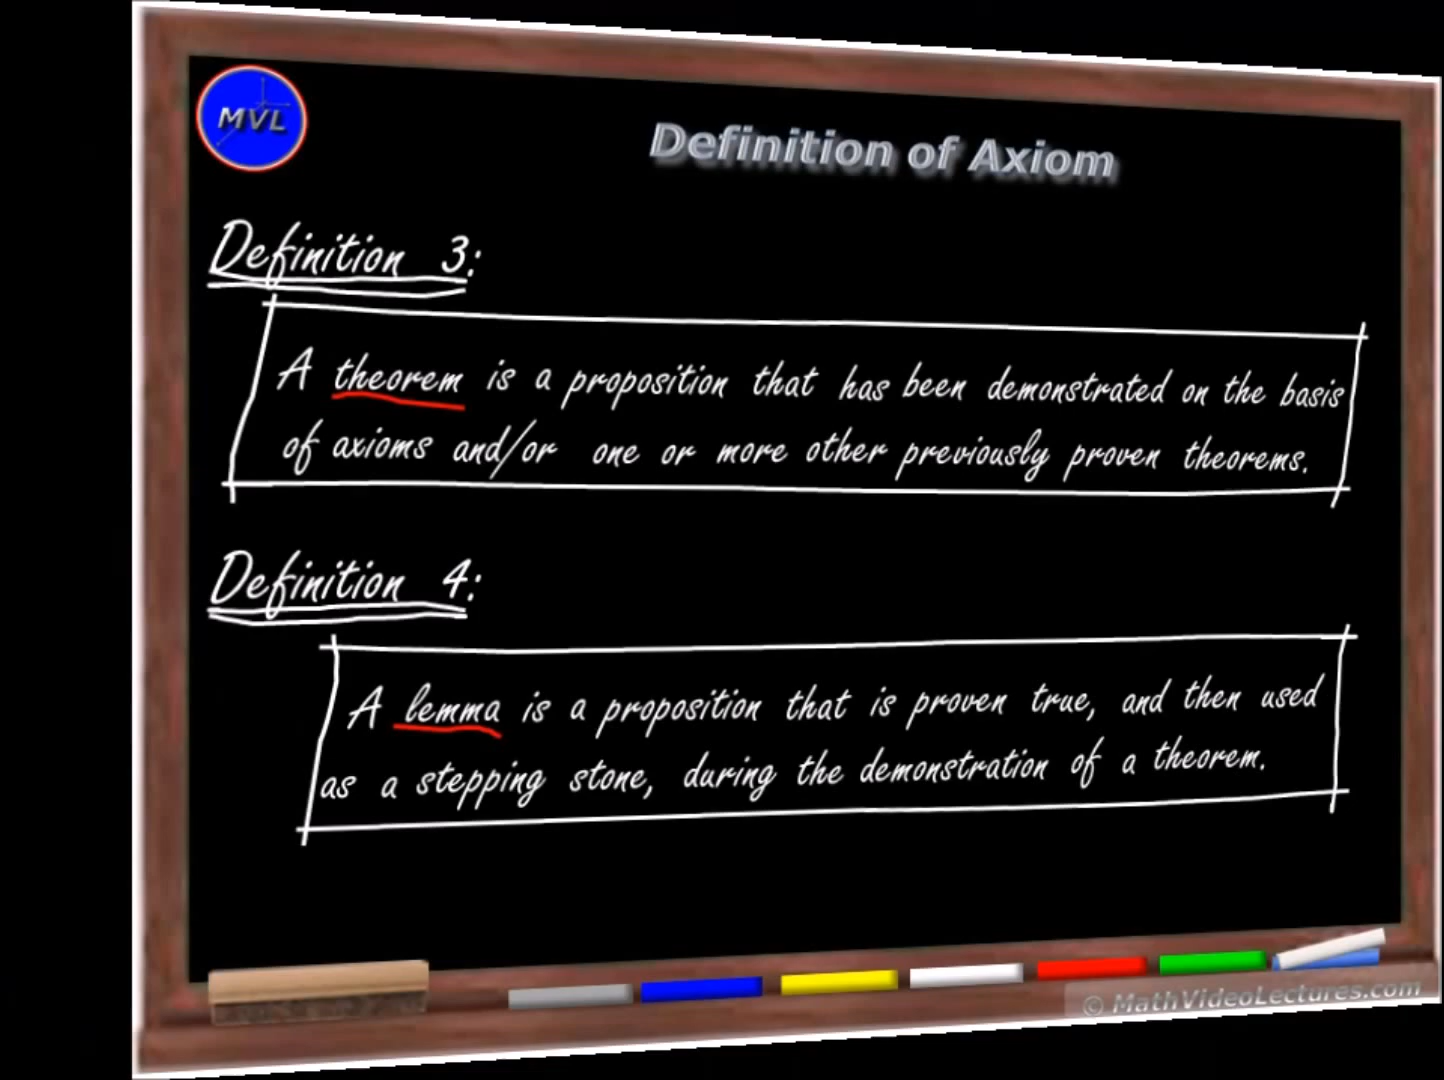 MVL
Definition of Axiom
Definition 3:
A theorem is a proposition that has been demonstrated on the basis
of axioms and/or one or more other previously proven theorems.
Definition 4:
A lemma is a proposition that is proven true, and then used
as a stepping stone, during the demonstration of a theorem.
© MathVideoLectures.com